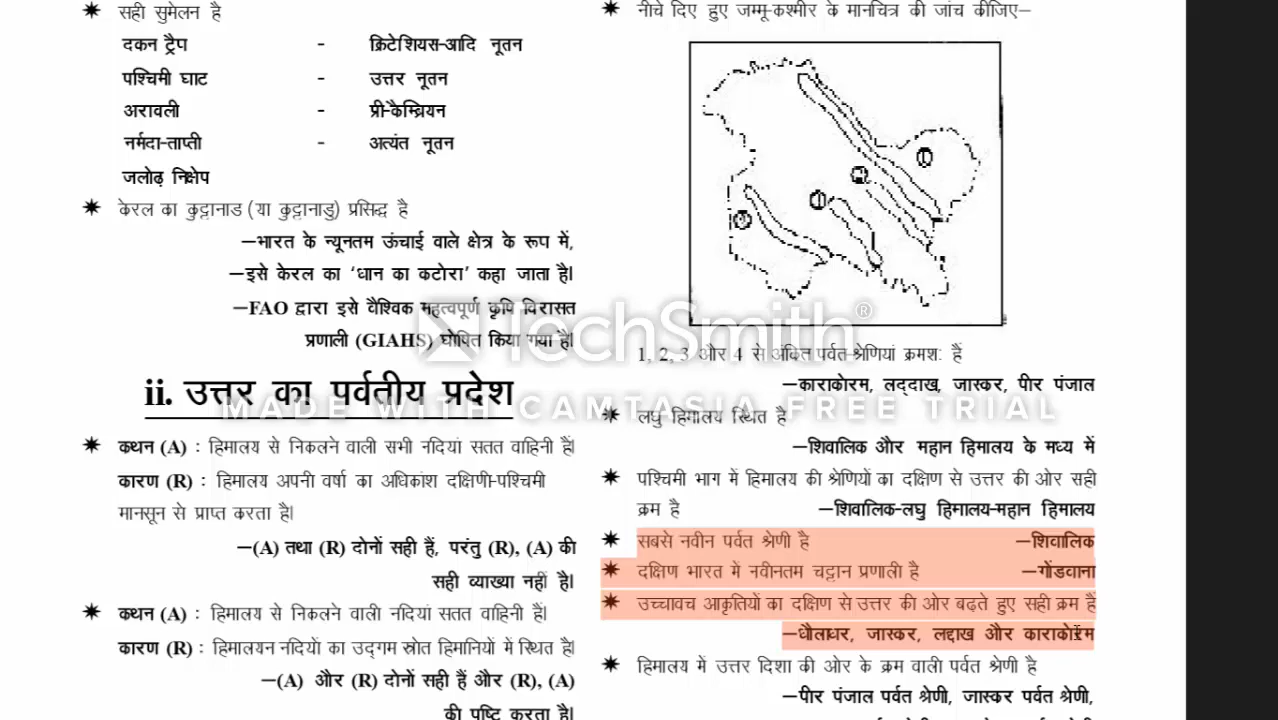 ✷ सही सुमेलन है
दकन ट्रैप - क्रिटेशियस-आदि नूतन
पश्चिमी घाट - उत्तर नूतन
अरावली - प्री-कैम्ब्रियन
नर्मदा-ताप्ती - अत्यंत नूतन
जलोढ़ निक्षेप
✷ केरल का कुट्टानाड (या कुट्टानाडु) प्रसिद्ध है
–भारत के न्यूनतम ऊंचाई वाले क्षेत्र के रूप में,
–इसे केरल का ‘धान का कटोरा’ कहा जाता है।
–FAO द्वारा इसे वैश्विक महत्वपूर्ण कृषि विरासत
प्रणाली (GIAHS) घोषित किया गया है।
ii. उत्तर का पर्वतीय प्रदेश
✷ कथन (A) : हिमालय से निकलने वाली सभी नदियां सतत वाहिनी हैं।
कारण (R) : हिमालय अपनी वर्षा का अधिकांश दक्षिणी-पश्चिमी
मानसून से प्राप्त करता है।
–(A) तथा (R) दोनों सही हैं, परंतु (R), (A) की
सही व्याख्या नहीं है।
✷ कथन (A) : हिमालय से निकलने वाली नदियां सतत वाहिनी हैं।
कारण (R) : हिमालयन नदियों का उद्गम स्रोत हिमानियों में स्थित है।
–(A) और (R) दोनों सही हैं और (R), (A)
की पुष्टि करता है।
✷ नीचे दिए हुए जम्मू-कश्मीर के मानचित्र की जांच कीजिए–
1, 2, 3 और 4 से अंकित पर्वत-श्रेणियां क्रमशः हैं
–काराकोरम, लद्दाख, जास्कर, पीर पंजाल
✷ लघु हिमालय स्थित है
–शिवालिक और महान हिमालय के मध्य में
✷ पश्चिमी भाग में हिमालय की श्रेणियों का दक्षिण से उत्तर की ओर सही
क्रम है –शिवालिक-लघु हिमालय-महान हिमालय
✷ सबसे नवीन पर्वत श्रेणी है –शिवालिक
✷ दक्षिण भारत में नवीनतम चट्टान प्रणाली है –गोंडवाना
✷ उच्चावच आकृतियों का दक्षिण से उत्तर की ओर बढ़ते हुए सही क्रम है
–धौलाधर, जास्कर, लद्दाख और काराकोरम
✷ हिमालय में उत्तर दिशा की ओर के क्रम वाली पर्वत श्रेणी है
–पीर पंजाल पर्वत श्रेणी, जास्कर पर्वत श्रेणी,
TechSmith®
MADE WITH CAMTASIA FREE TRIAL